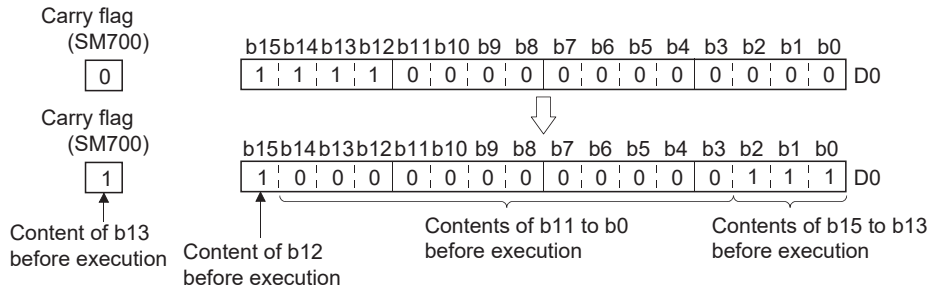 Carry flag
(SM700)
b15 b14 b13 b12 b11 b10 b9 b8 b7 b6 b5 b4 b3 b2 b1 b0
0
1 1 1 1 0 0 0 0 0 0 0 0 0 0 0 0 D0
Carry flag
(SM700)
b15 b14 b13 b12 b11 b10 b9 b8 b7 b6 b5 b4 b3 b2 b1 b0
1
1 0 0 0 0 0 0 0 0 0 0 0 0 1 1 1 D0
Content of b13
before execution
Content of b12
before execution
Contents of b11 to b0
before execution
Contents of b15 to b13
before execution